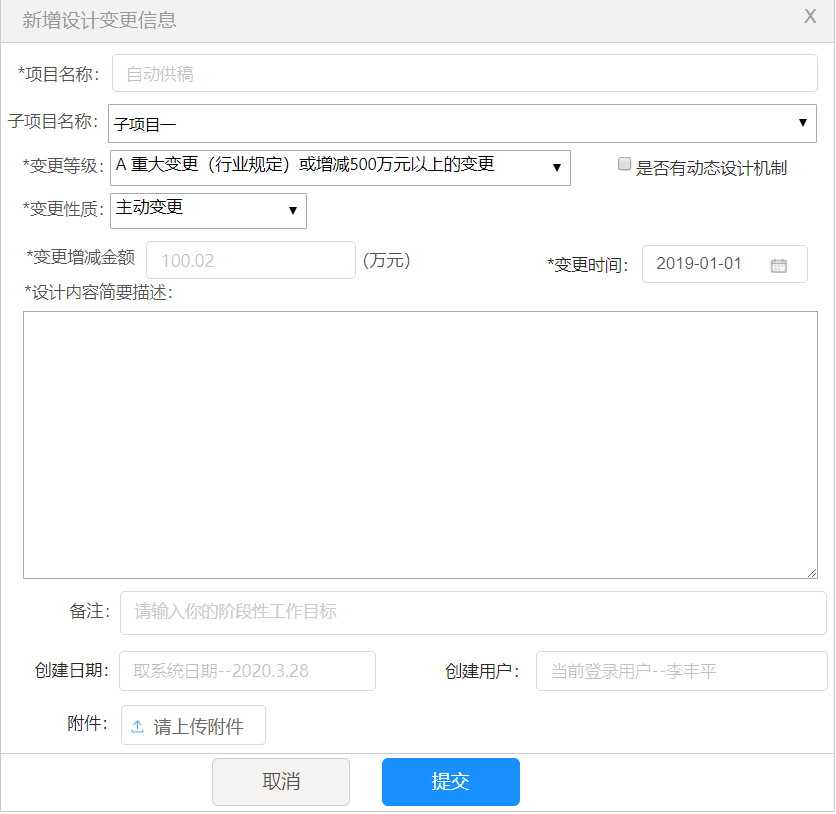 新增设计变更信息 X
*项目名称： 自动供稿
子项目名称： 子项目一
*变更等级： A 重大变更（行业规定）或增减500万元以上的变更 是否有动态设计机制
*变更性质： 主动变更
*变更增减金额 100.02 (万元) *变更时间： 2019-01-01
*设计内容简要描述：
备注： 请输入你的阶段性工作目标
创建日期： 取系统日期--2020.3.28 创建用户： 当前登录用户--李丰平
附件： 请上传附件
取消 提交